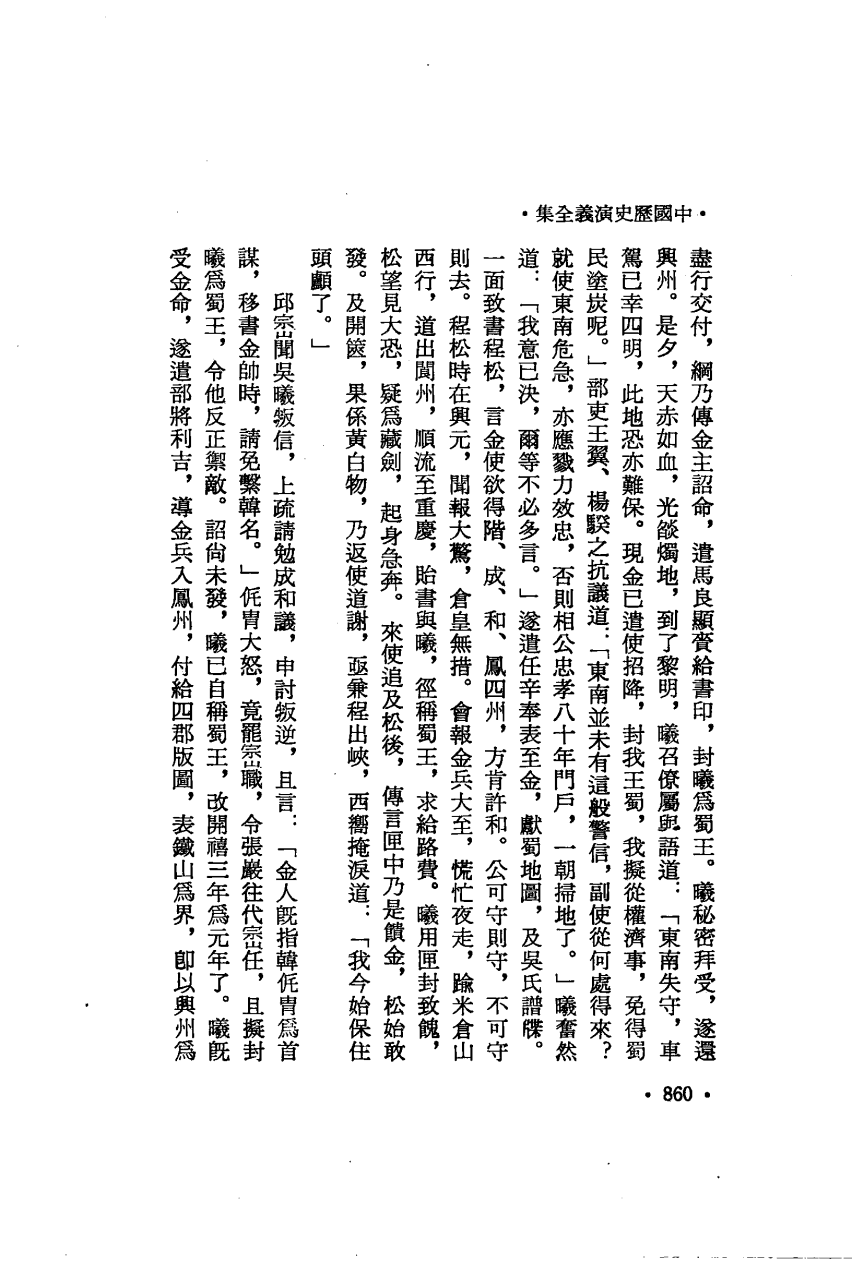 •中國歷史演義全集•
盡行交付，綱乃傳金主詔命，遣馬良顯賫給書印，封曦爲蜀王。曦秘密拜受，遂還
興州。是夕，天赤如血，光燄燭地，到了黎明，曦召僚屬與語道：「東南失守，車
駕已幸四明，此地恐亦難保。現金已遣使招降，封我王蜀，我擬從權濟事，免得蜀
民塗炭呢。」部吏王翼、楊騤之抗議道：「東南並未有這般警信，副使從何處得來？
就使東南危急，亦應戮力效忠，否則相公忠孝八十年門戶，一朝掃地了。」曦奮然
道：「我意已決，爾等不必多言。」遂遣任辛奉表至金，獻蜀地圖，及吳氏譜牒。
一面致書程松，言金使欲得階、成、和、鳳四州，方肯許和。公可守則守，不可守
則去。程松時在興元，聞報大驚，倉皇無措。會報金兵大至，慌忙夜走，踰米倉山
西行，道出閬州，順流至重慶，貽書與曦，徑稱蜀王，求給路費。曦用匣封致餽，
松望見大恐，疑爲藏劍，起身急奔。來使追及松後，傳言匣中乃是饋金，松始敢
發。及開篋，果係黃白物，乃返使道謝，亟兼程出峽，西嚮掩淚道：「我今始保住
頭顱了。」
邱崈聞吳曦叛信，上疏請勉成和議，申討叛逆，且言：「金人旣指韓侂胄爲首
謀，移書金帥時，請免繫韓名。」侂胄大怒，竟罷崈職，令張巖往代崈任，且擬封
曦爲蜀王，令他反正禦敵。詔尙未發，曦已自稱蜀王，改開禧三年爲元年了。曦旣
受金命，遂遣部將利吉，導金兵入鳳州，付給四郡版圖，表鐵山爲界，卽以興州爲
•860•